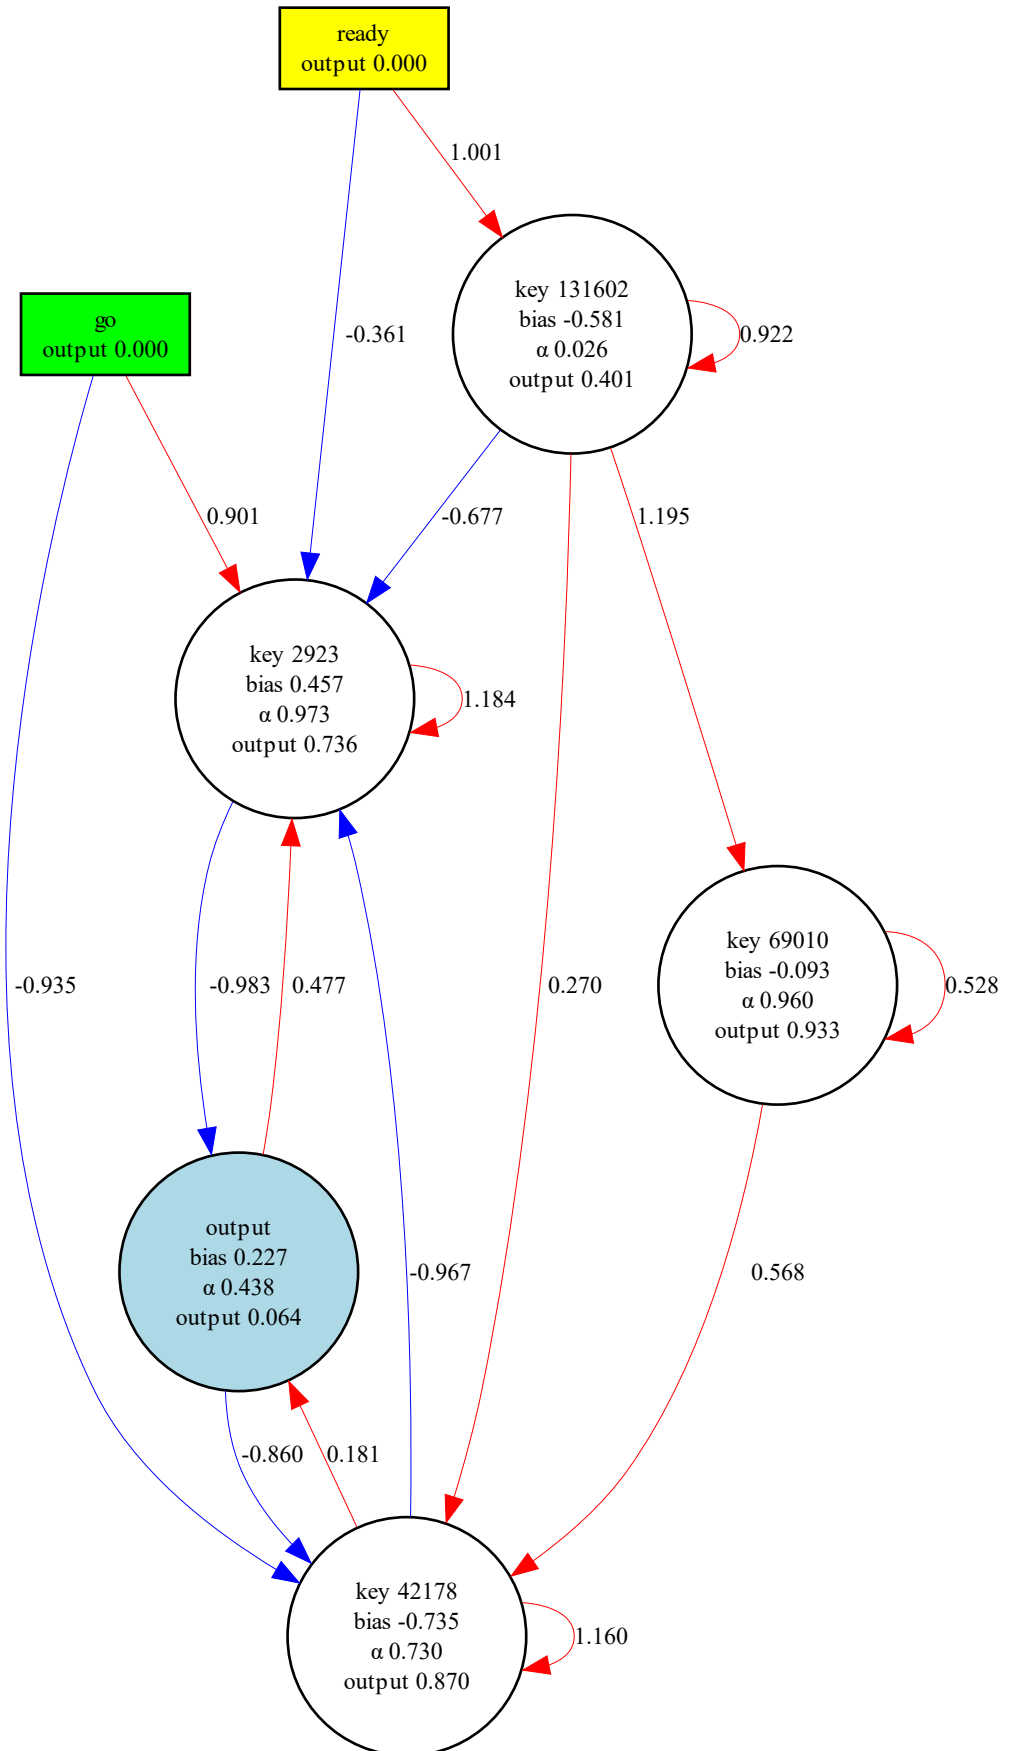 ready
output 0.000
1.001
key 131602
bias -0.581
α 0.026
output 0.401
0.922
go
output 0.000
-0.361
0.901
-0.677
1.195
key 2923
bias 0.457
α 0.973
output 0.736
1.184
key 69010
bias -0.093
α 0.960
output 0.933
0.528
-0.935
-0.983
0.477
0.270
output
bias 0.227
α 0.438
output 0.064
-0.967
0.568
-0.860
0.181
key 42178
bias -0.735
α 0.730
output 0.870
1.160